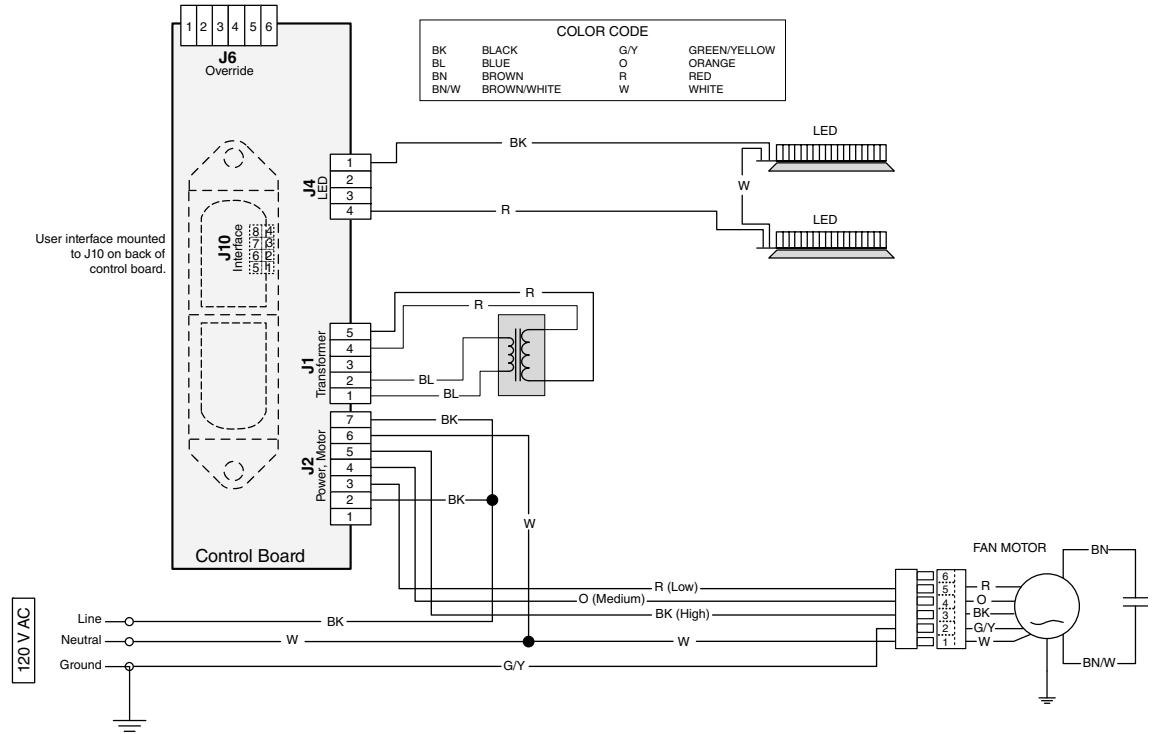 1 2 3 4 5 6
J6
Override
COLOR CODE
BK BLACK G/Y GREEN/YELLOW
BL BLUE O ORANGE
BN BROWN R RED
BN/W BROWN/WHITE W WHITE
User interface mounted
to J10 on back of
control board.
J10
Interface
8 4
7 3
6 2
5 1
J4
LED
1
2
3
4
BK
W
R
LED
LED
J1
Transformer
5
4
3
2
1
R
R
BL
BL
J2
Power, Motor
7
6
5
4
3
2
1
BK
BK
W
Control Board
120 V AC
Line
Neutral
Ground
BK
W
G/Y
R (Low)
O (Medium)
BK (High)
W
FAN MOTOR
6
5
4
3
2
1
R
O
BK
G/Y
W
BN
BN/W